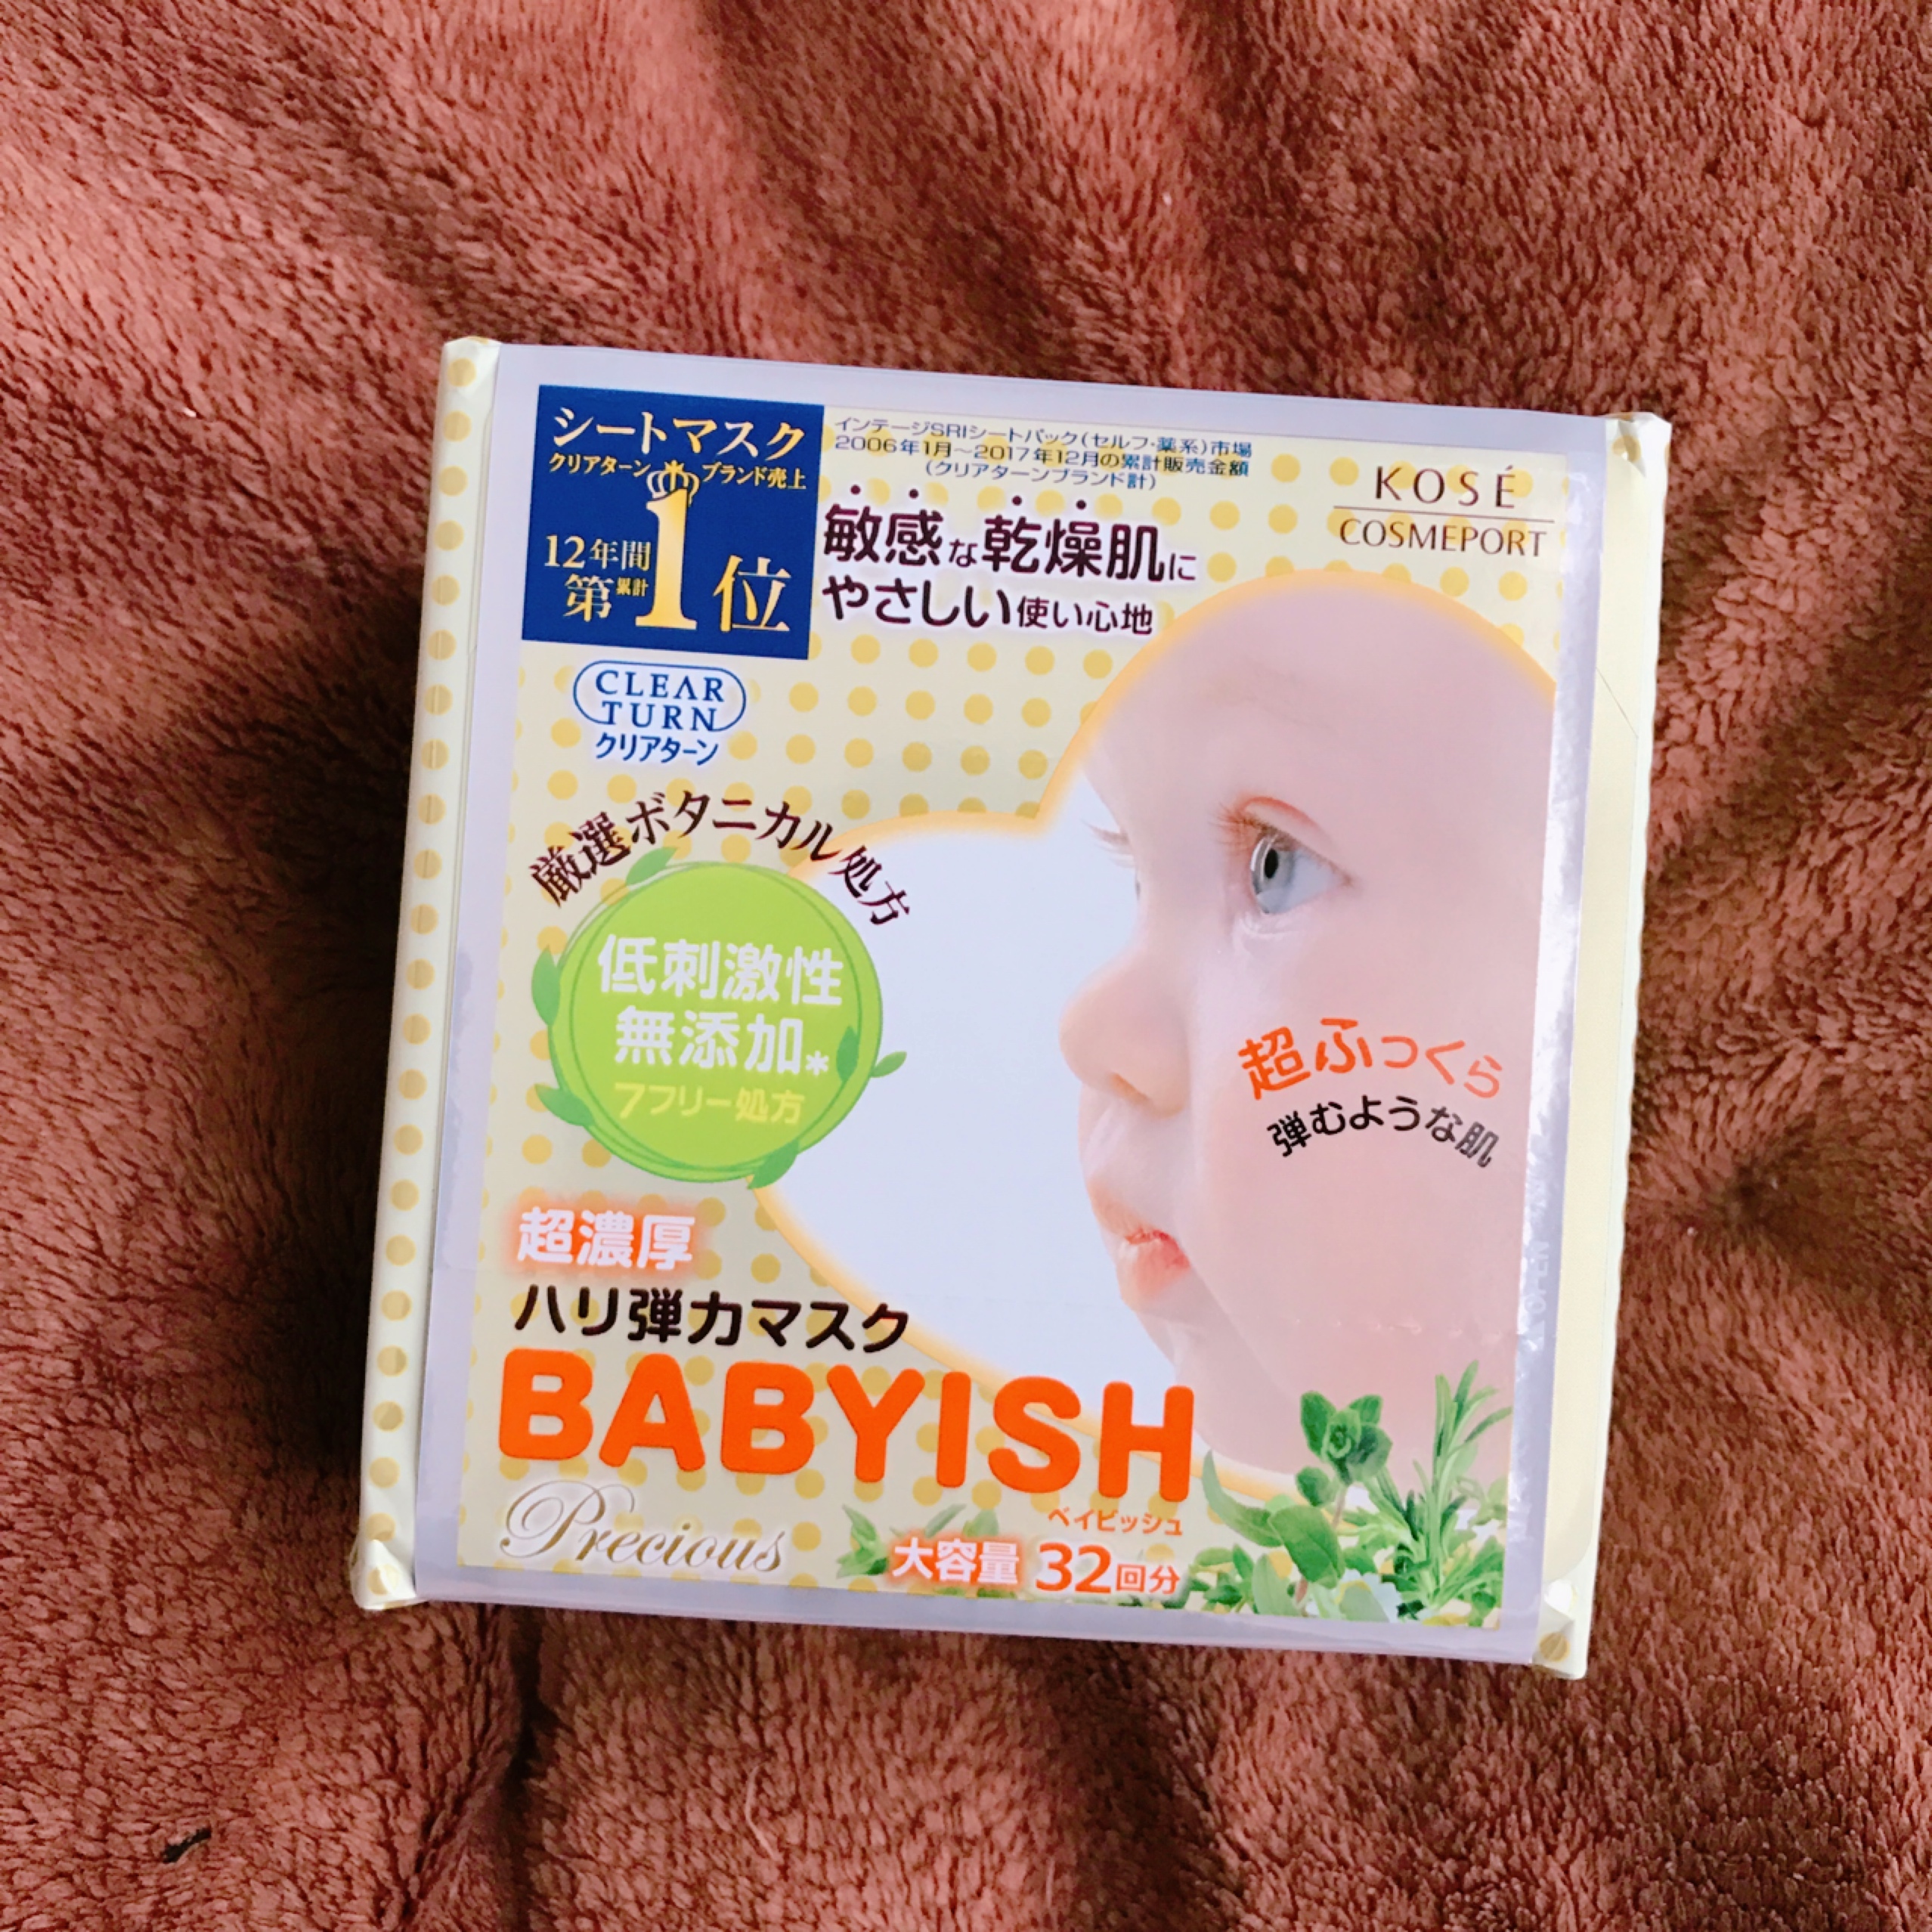 シートマスク
クリアターン ブランド売上
12年間
第 累計 1位
インテージSRIシートパック(セルフ・薬系)市場
2006年1月～2017年12月の累計販売金額
(クリアターンブランド計)
KOSÉ
COSMEPORT
敏感な乾燥肌に
やさしい使い心地
CLEAR
TURN
クリアターン
厳選ボタニカル処方
低刺激性
無添加*
7フリー処方
超ふっくら
弾むような肌
超濃厚
ハリ弾力マスク
BABYISH
ベイビッシュ
Precious
大容量 32回分